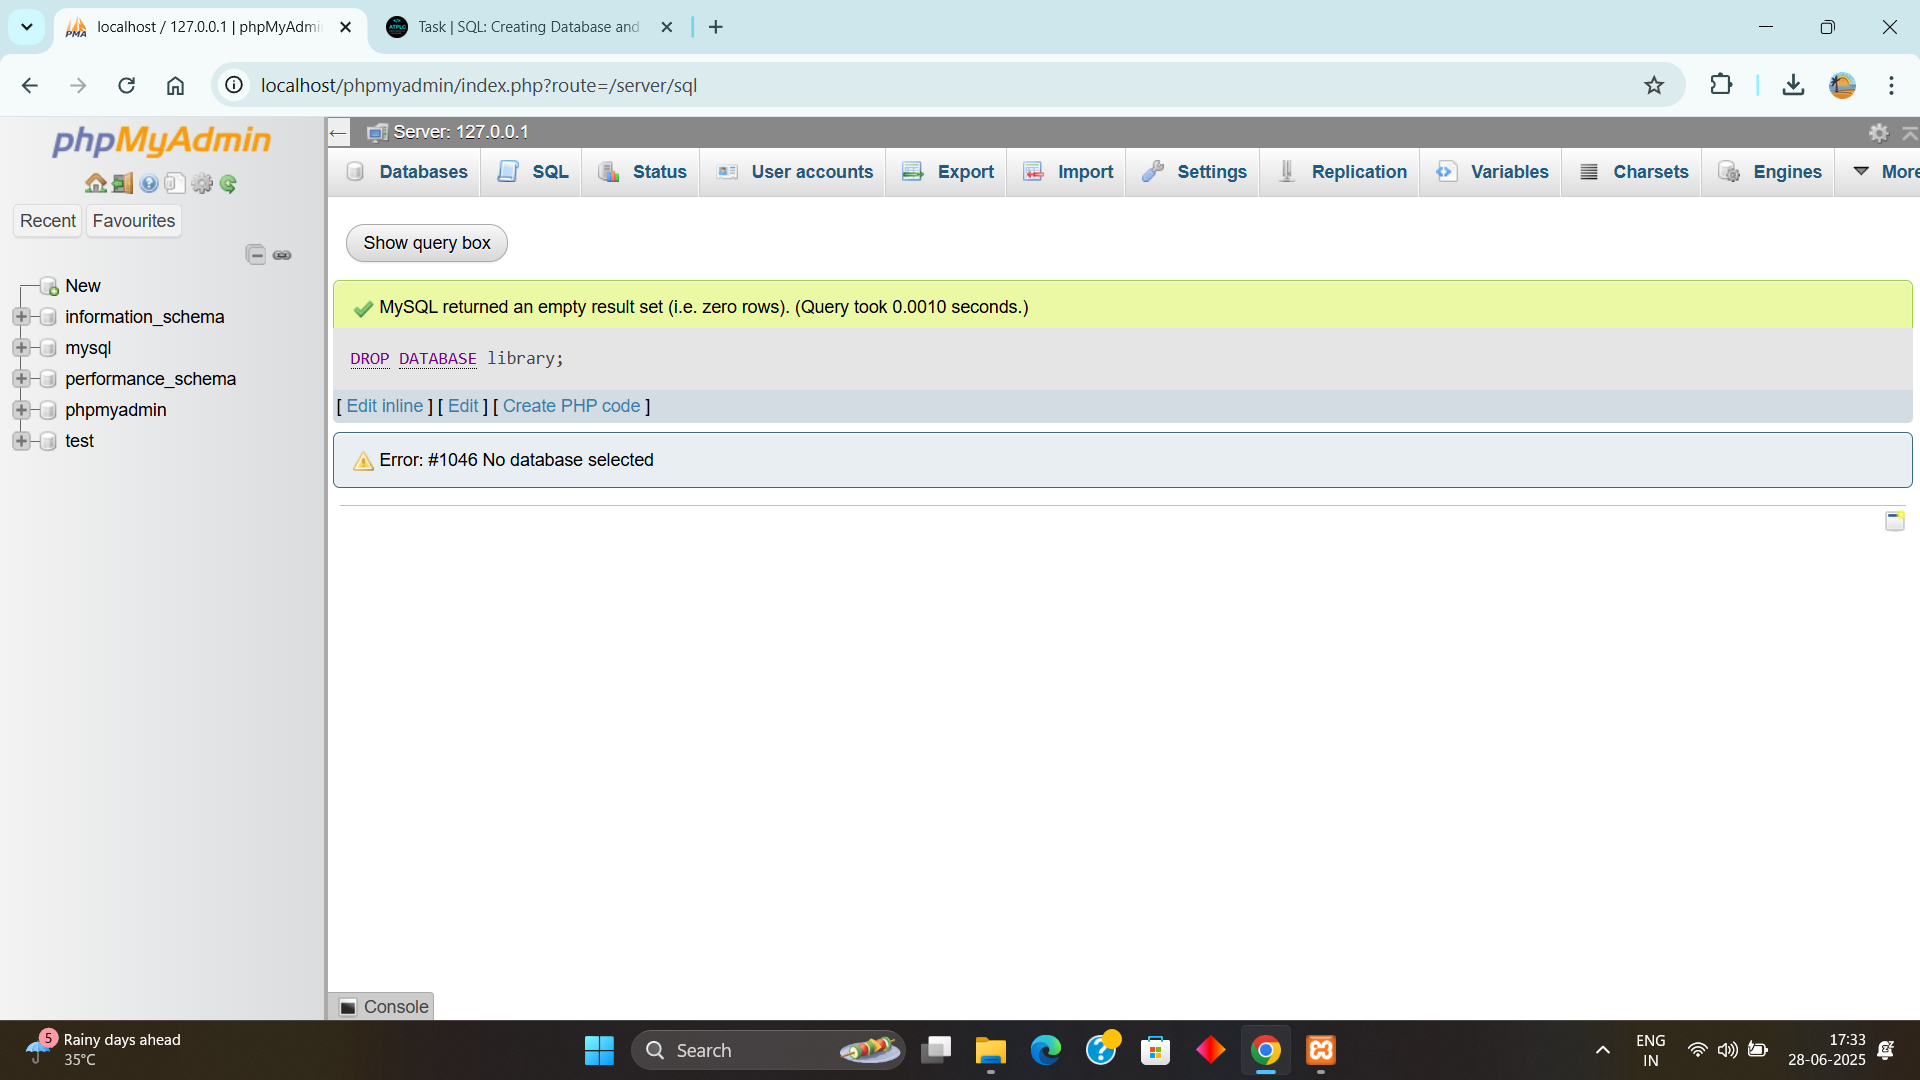 localhost / 127.0.0.1 | phpMyAdmi
Task | SQL: Creating Database and
localhost/phpmyadmin/index.php?route=/server/sql
phpMyAdmin
Recent Favourites
New
information_schema
mysql
performance_schema
phpmyadmin
test
Server: 127.0.0.1
Databases SQL Status User accounts Export Import Settings Replication Variables Charsets Engines More
Show query box
MySQL returned an empty result set (i.e. zero rows). (Query took 0.0010 seconds.)
DROP DATABASE library;
[ Edit inline ] [ Edit ] [ Create PHP code ]
Error: #1046 No database selected
Console
5
Rainy days ahead
35°C
Search
ENG
IN
17:33
28-06-2025